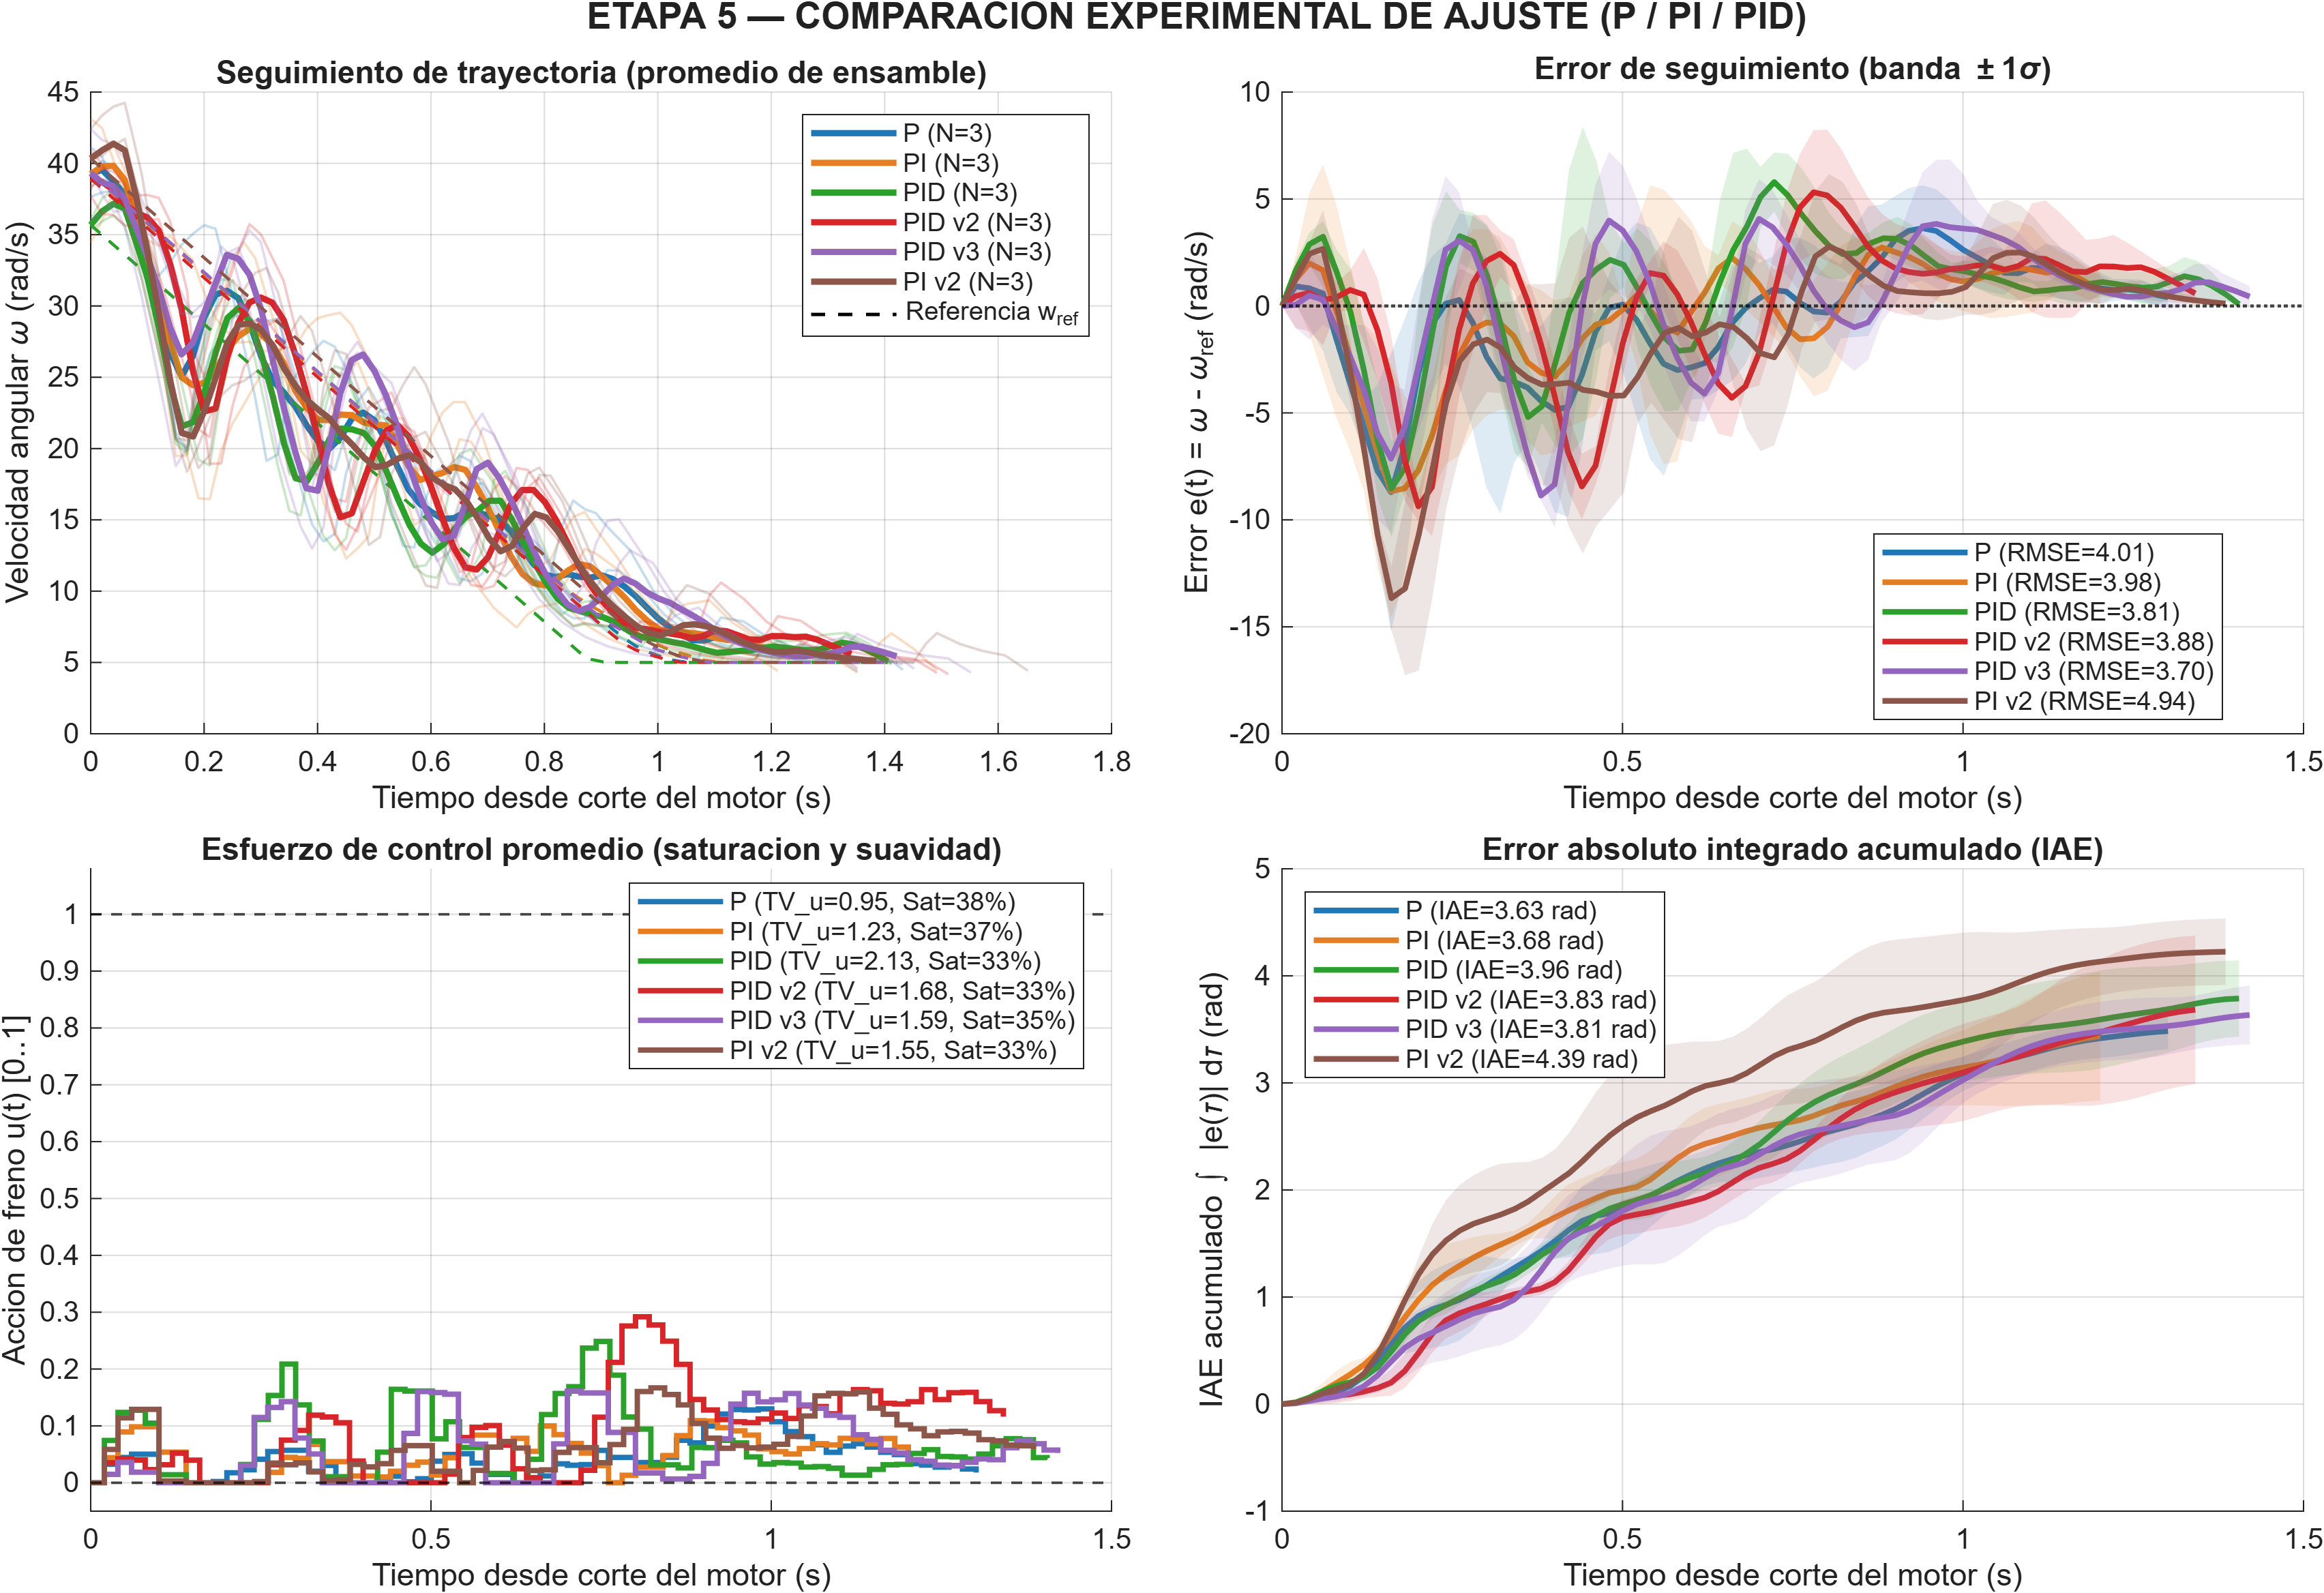 ETAPA 5 — COMPARACION EXPERIMENTAL DE AJUSTE (P / PI / PID)
Seguimiento de trayectoria (promedio de ensamble)
45
40
35
30
25
20
15
10
5
0
Velocidad angular ω (rad/s)
P (N=3)
PI (N=3)
PID (N=3)
PID v2 (N=3)
PID v3 (N=3)
PI v2 (N=3)
Referencia w_ref
0 0.2 0.4 0.6 0.8 1 1.2 1.4 1.6 1.8
Tiempo desde corte del motor (s)
Error de seguimiento (banda ± 1σ)
10
5
0
-5
-10
-15
-20
Error e(t) = ω - ω_ref (rad/s)
P (RMSE=4.01)
PI (RMSE=3.98)
PID (RMSE=3.81)
PID v2 (RMSE=3.88)
PID v3 (RMSE=3.70)
PI v2 (RMSE=4.94)
0 0.5 1 1.5
Tiempo desde corte del motor (s)
Esfuerzo de control promedio (saturacion y suavidad)
1
0.9
0.8
0.7
0.6
0.5
0.4
0.3
0.2
0.1
0
Accion de freno u(t) [0..1]
P (TV_u=0.95, Sat=38%)
PI (TV_u=1.23, Sat=37%)
PID (TV_u=2.13, Sat=33%)
PID v2 (TV_u=1.68, Sat=33%)
PID v3 (TV_u=1.59, Sat=35%)
PI v2 (TV_u=1.55, Sat=33%)
0 0.5 1 1.5
Tiempo desde corte del motor (s)
Error absoluto integrado acumulado (IAE)
5
4
3
2
1
0
-1
IAE acumulado ∫ |e(τ)| dτ (rad)
P (IAE=3.63 rad)
PI (IAE=3.68 rad)
PID (IAE=3.96 rad)
PID v2 (IAE=3.83 rad)
PID v3 (IAE=3.81 rad)
PI v2 (IAE=4.39 rad)
0 0.5 1 1.5
Tiempo desde corte del motor (s)